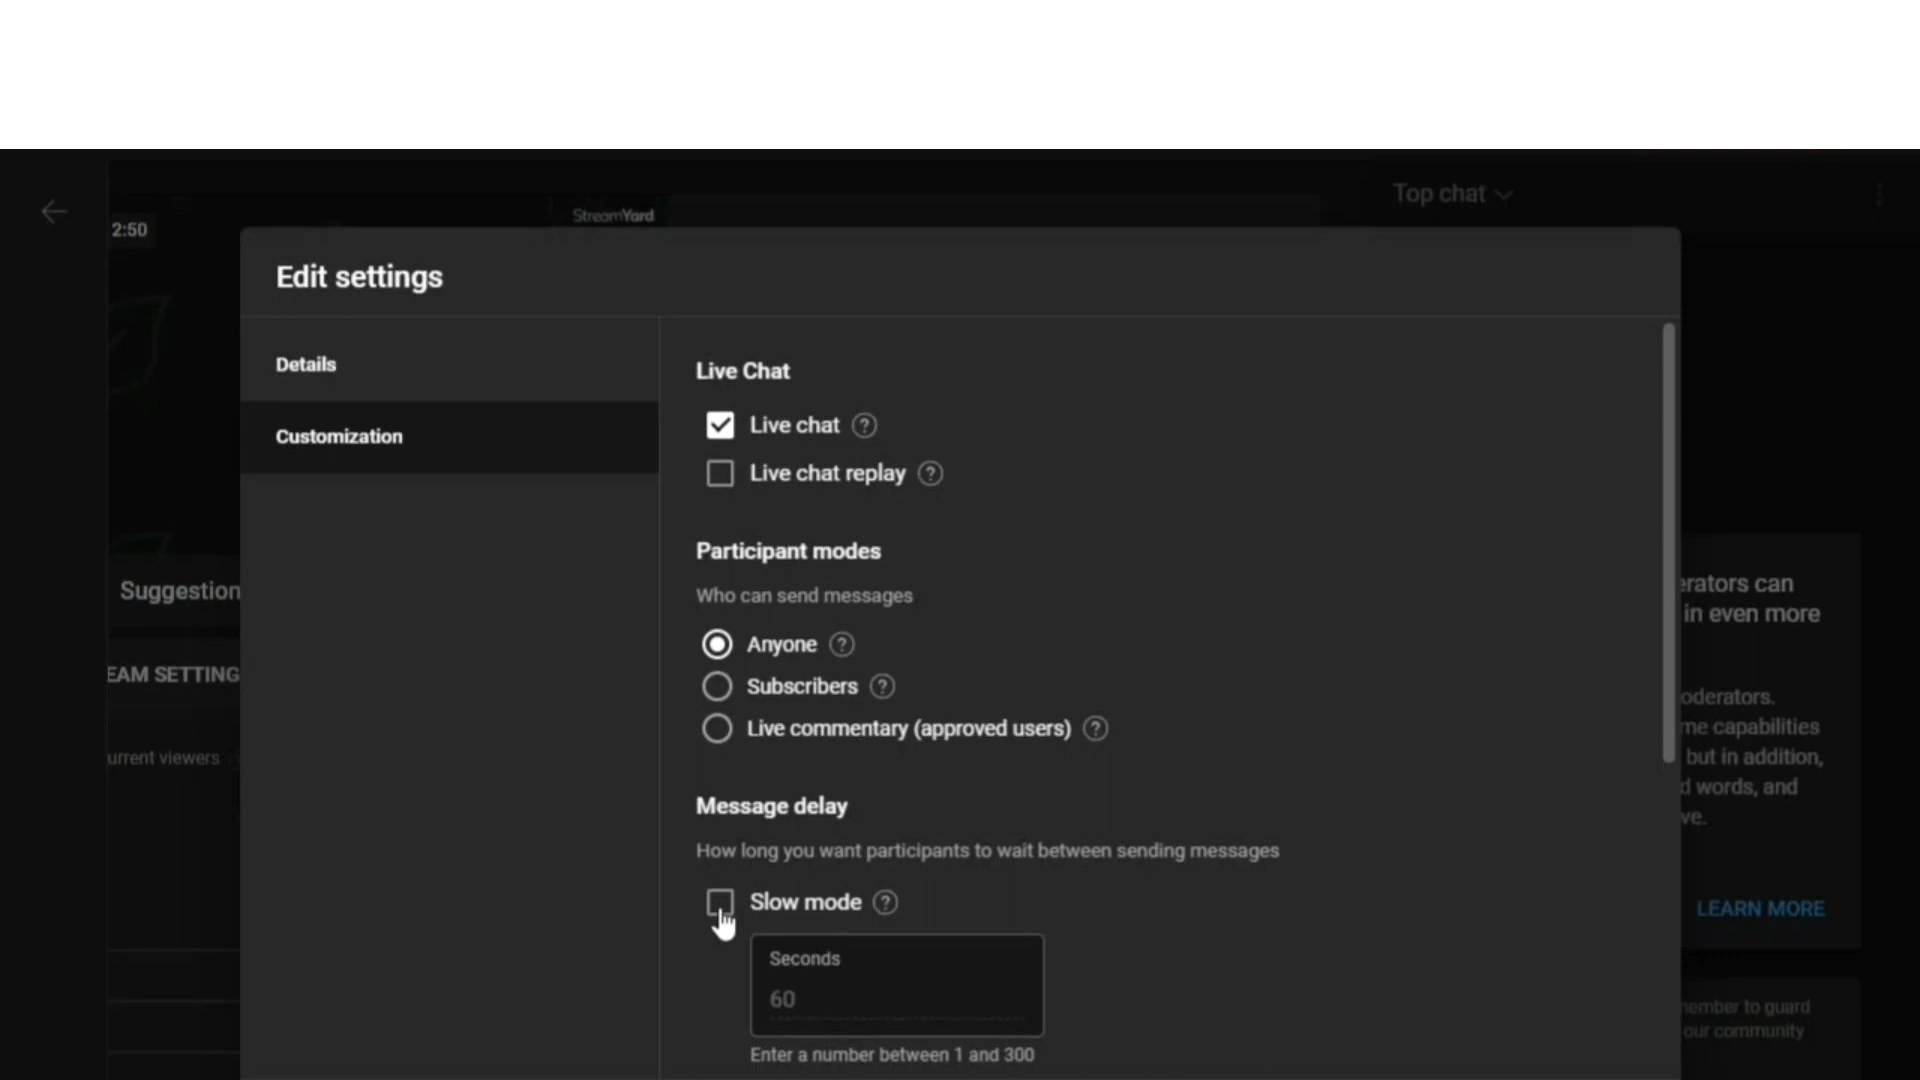 Top chat
StreamYard
2:50
Edit settings
Details
Customization
Live Chat
Live chat
Live chat replay
Participant modes
Who can send messages
Anyone
Subscribers
Live commentary (approved users)
Message delay
How long you want participants to wait between sending messages
Slow mode
Seconds
60
Enter a number between 1 and 300
Suggestion
EAM SETTING
urrent viewers
erators can
in even more
oderators.
me capabilities
but in addition,
d words, and
ve.
LEARN MORE
ember to guard
our community